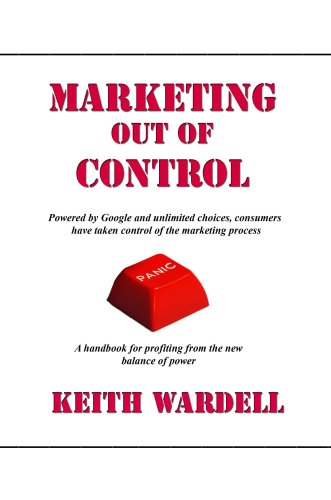 MARKETING
OUT OF
CONTROL
Powered by Google and unlimited choices, consumers
have taken control of the marketing process
PANIC
A handbook for profiting from the new
balance of power
KEITH WARDELL